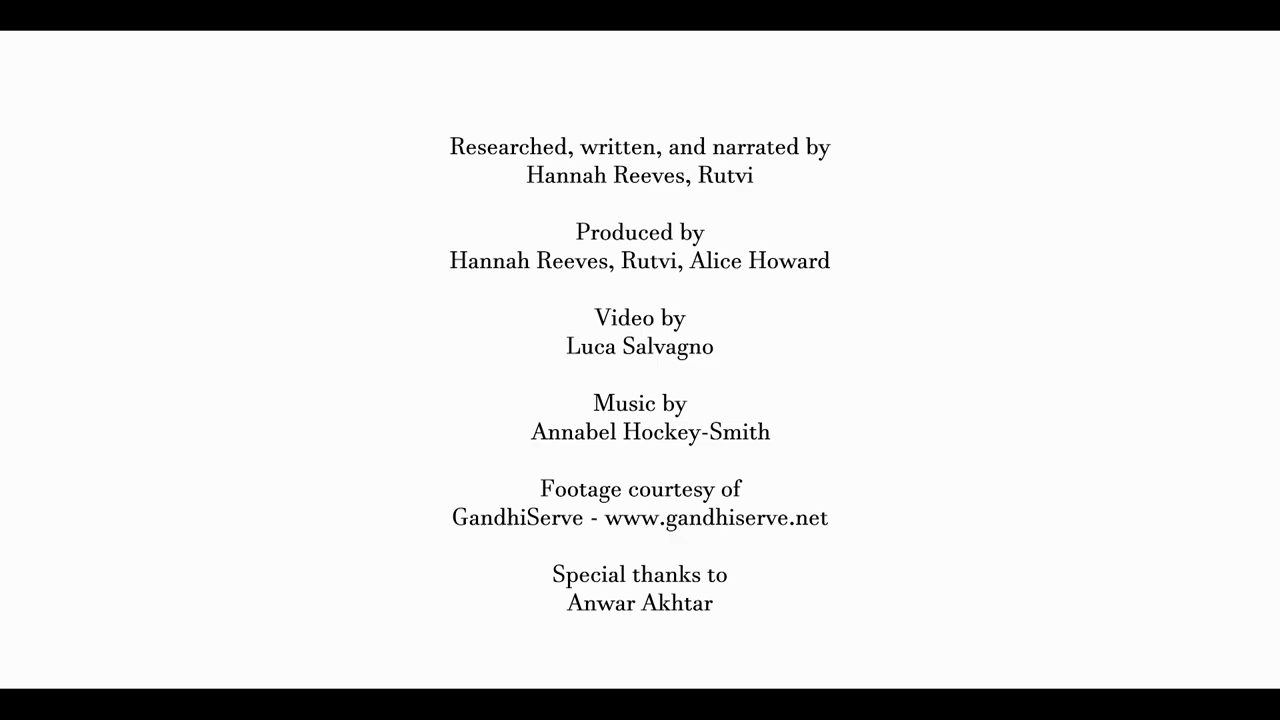 Researched, written, and narrated by
Hannah Reeves, Rutvi
Produced by
Hannah Reeves, Rutvi, Alice Howard
Video by
Luca Salvagno
Music by
Annabel Hockey-Smith
Footage courtesy of
GandhiServe - www.gandhiserve.net
Special thanks to
Anwar Akhtar